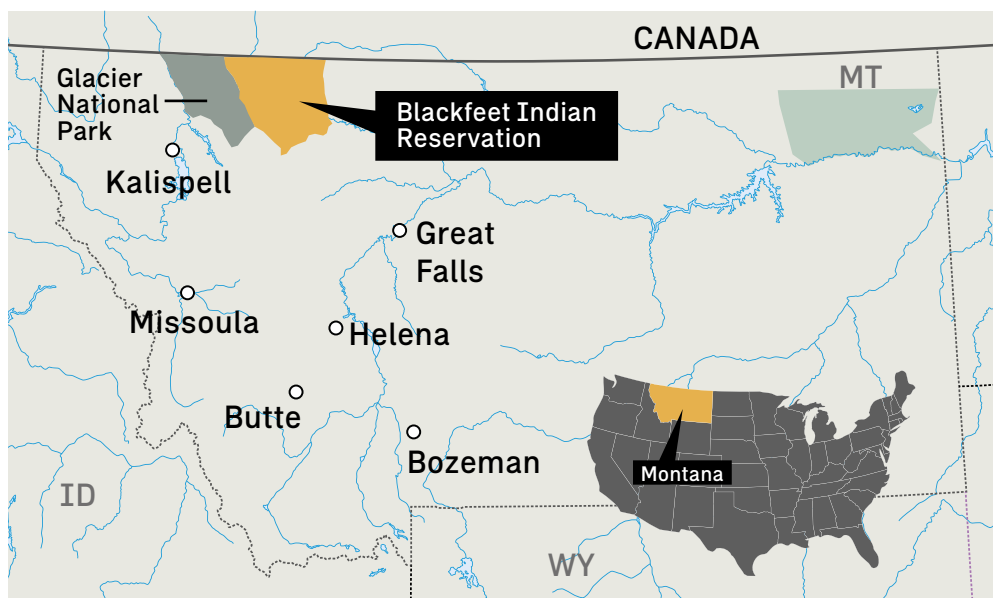 CANADA
MT
Glacier
National
Park
Blackfeet Indian
Reservation
Kalispell
Great
Falls
Missoula
Helena
Butte
Bozeman
Montana
ID
WY